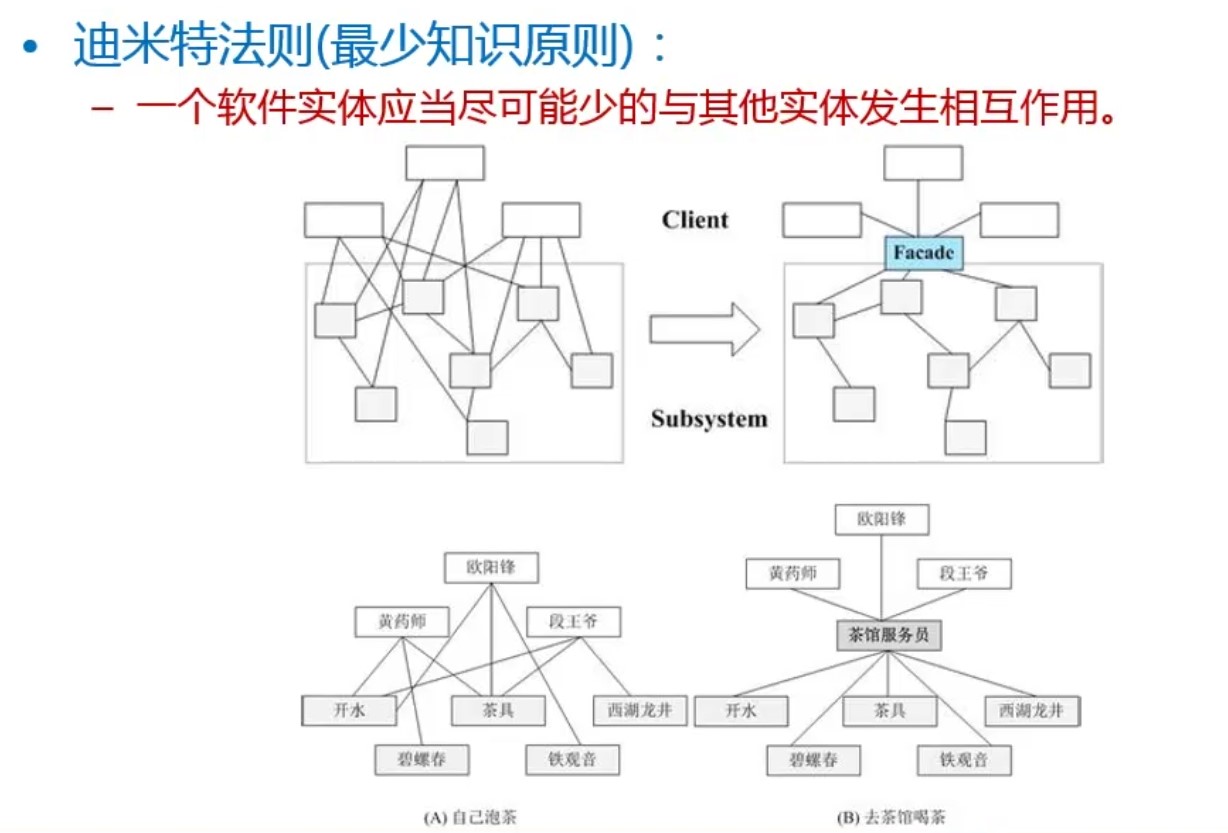 • 迪米特法则(最少知识原则)：
– 一个软件实体应当尽可能少的与其他实体发生相互作用。
Client
Facade
Subsystem
欧阳锋
黄药师
段王爷
开水
茶具
西湖龙井
碧螺春
铁观音
(A) 自己泡茶
欧阳锋
黄药师
段王爷
茶馆服务员
开水
茶具
西湖龙井
碧螺春
铁观音
(B) 去茶馆喝茶